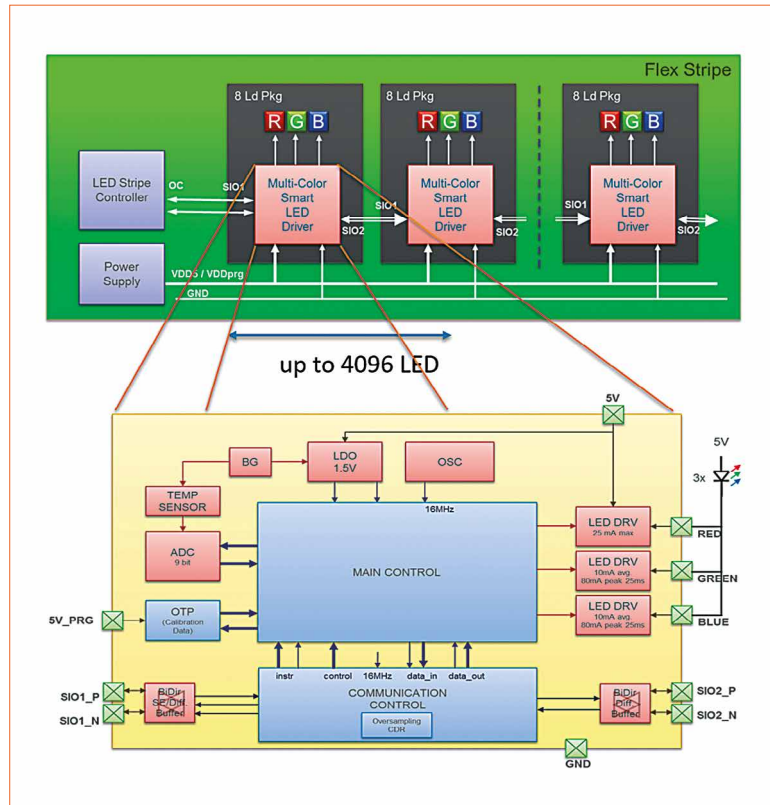 Flex Stripe
8 Ld Pkg
8 Ld Pkg
8 Ld Pkg
R G B
R G B
R G B
LED Stripe
Controller
OC
SIO1
Multi-Color
Smart
LED
Driver
SIO2
SIO1
Multi-Color
Smart
LED
Driver
SIO2
SIO1
Multi-Color
Smart
LED
Driver
SIO2
Power
Supply
VDD5 / VDDprg
GND
up to 4096 LED
5V
5V
3x
BG
LDO
1.5V
OSC
TEMP
SENSOR
16MHz
ADC
9 bit
MAIN CONTROL
LED DRV
25 mA max
RED
LED DRV
10mA avg.
80mA peak 25ms
GREEN
LED DRV
10mA avg.
80mA peak 25ms
BLUE
5V_PRG
OTP
(Calibration
Data)
instr
control
16MHz
data_in
data_out
COMMUNICATION
CONTROL
Oversampling
CDR
SIO1_P
SIO1_N
BiDir
SE/Diff.
Buffed
BiDir
Diff
Buffed
SIO2_P
SIO2_N
GND